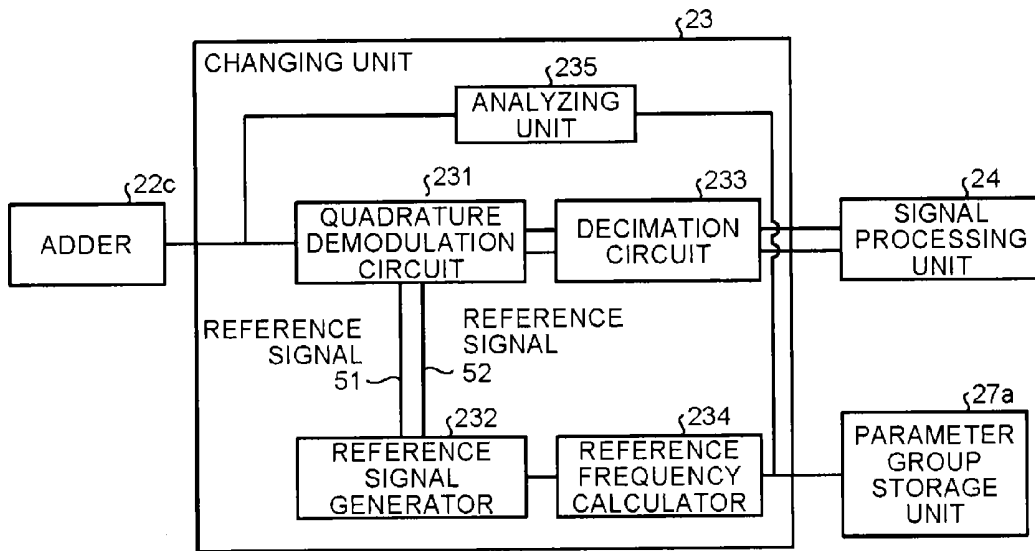 23
CHANGING UNIT
235
ANALYZING
UNIT
22c
ADDER
231
QUADRATURE
DEMODULATION
CIRCUIT
233
DECIMATION
CIRCUIT
24
SIGNAL
PROCESSING
UNIT
REFERENCE
SIGNAL
51
REFERENCE
SIGNAL
52
232
REFERENCE
SIGNAL
GENERATOR
234
REFERENCE
FREQUENCY
CALCULATOR
27a
PARAMETER
GROUP
STORAGE
UNIT